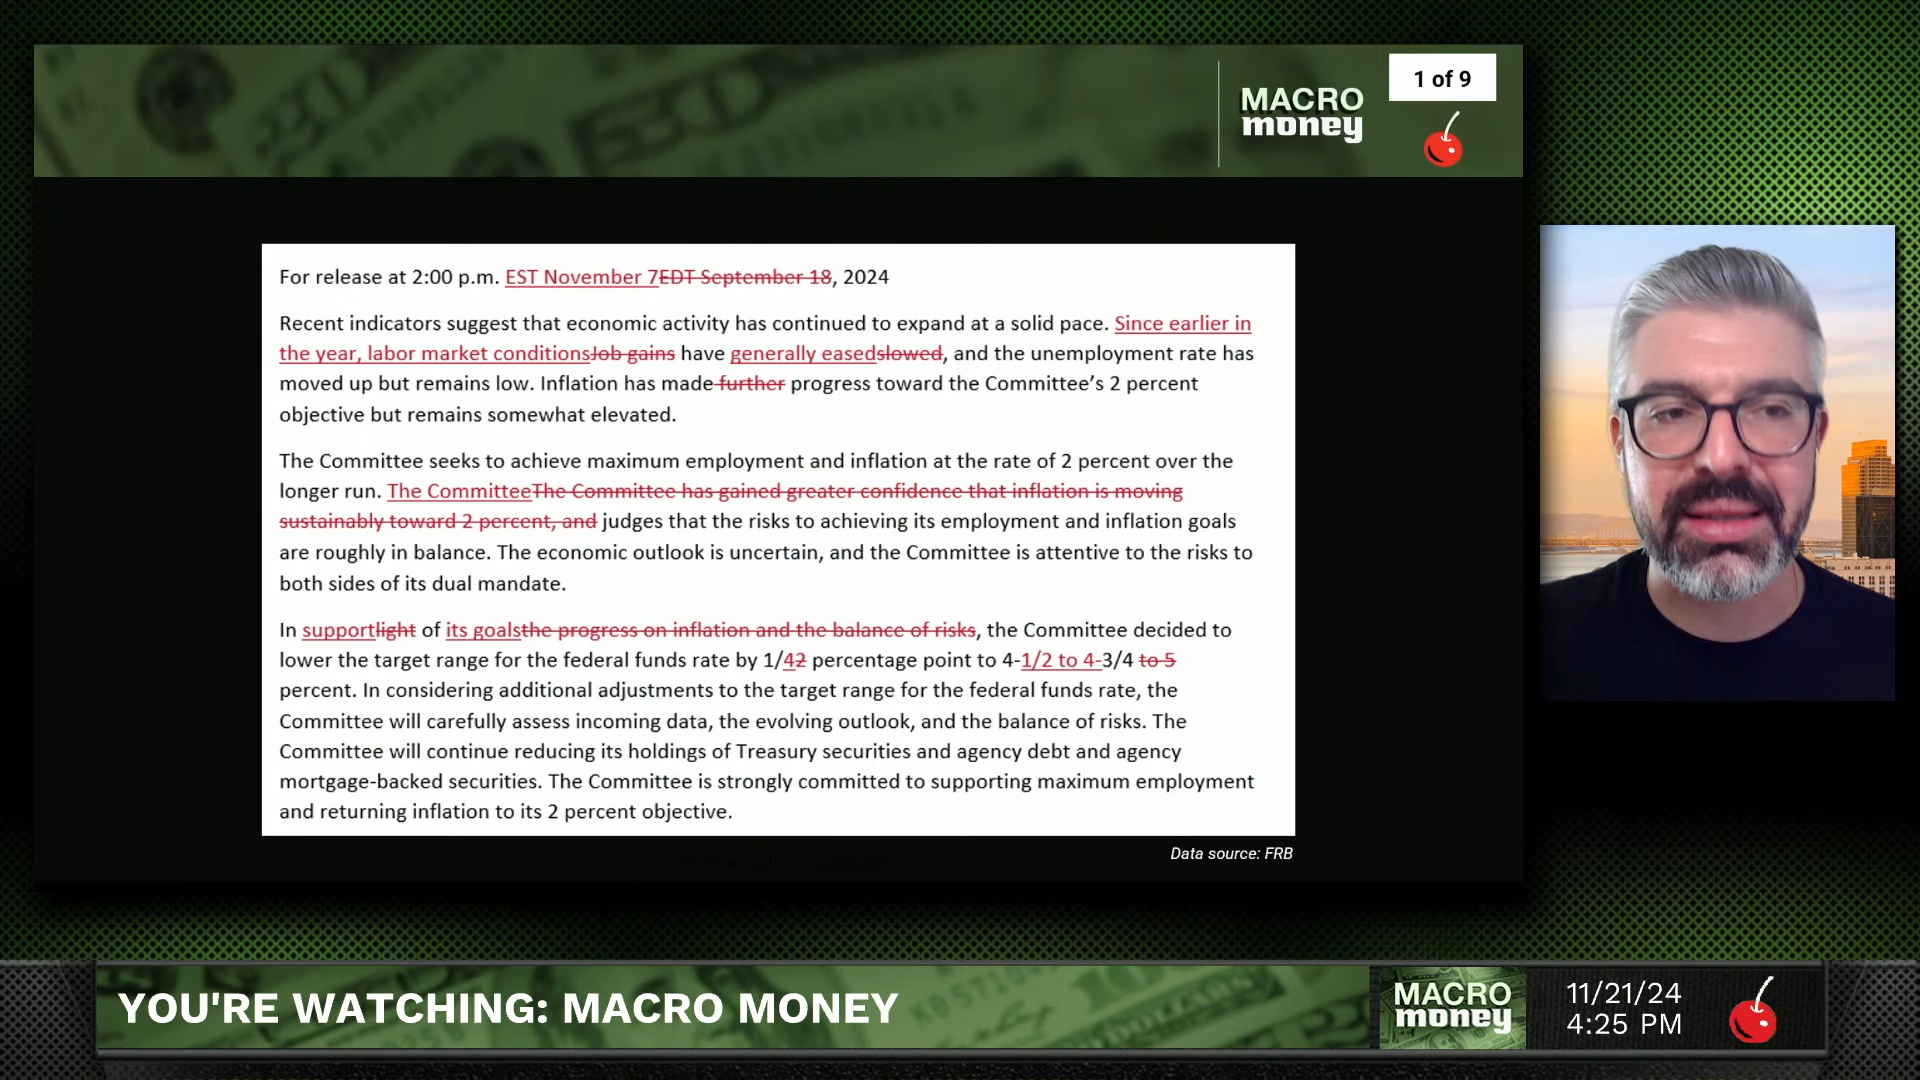 MACRO
money
1 of 9
For release at 2:00 p.m. EST November 7EDT September 18, 2024
Recent indicators suggest that economic activity has continued to expand at a solid pace. Since earlier in
the year, labor market conditionsJob gains have generally easedslowed, and the unemployment rate has
moved up but remains low. Inflation has made further progress toward the Committee’s 2 percent
objective but remains somewhat elevated.
The Committee seeks to achieve maximum employment and inflation at the rate of 2 percent over the
longer run. The CommitteeThe Committee has gained greater confidence that inflation is moving
sustainably toward 2 percent, and judges that the risks to achieving its employment and inflation goals
are roughly in balance. The economic outlook is uncertain, and the Committee is attentive to the risks to
both sides of its dual mandate.
In supportlight of its goalsthe progress on inflation and the balance of risks, the Committee decided to
lower the target range for the federal funds rate by 1/42 percentage point to 4-1/2 to 4-3/4 to 5
percent. In considering additional adjustments to the target range for the federal funds rate, the
Committee will carefully assess incoming data, the evolving outlook, and the balance of risks. The
Committee will continue reducing its holdings of Treasury securities and agency debt and agency
mortgage-backed securities. The Committee is strongly committed to supporting maximum employment
and returning inflation to its 2 percent objective.
Data source: FRB
YOU'RE WATCHING: MACRO MONEY
MACRO
money
11/21/24
4:25 PM